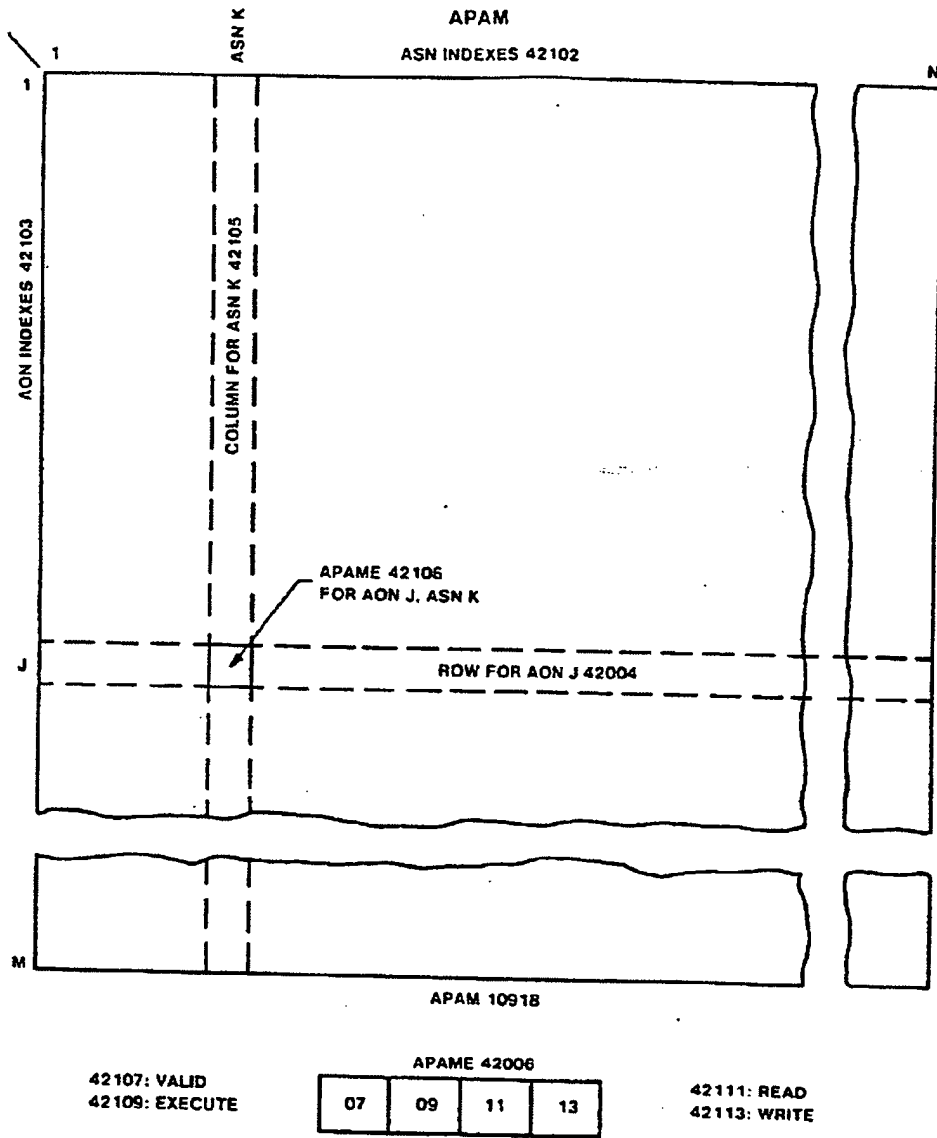 APAM
ASN K
ASN INDEXES 42102
1
N
1
AON INDEXES 42103
COLUMN FOR ASN K 42105
APAME 42106
FOR AON J, ASN K
J
ROW FOR AON J 42004
M
APAM 10918
APAME 42006
42107: VALID
42109: EXECUTE
07 09 11 13
42111: READ
42113: WRITE